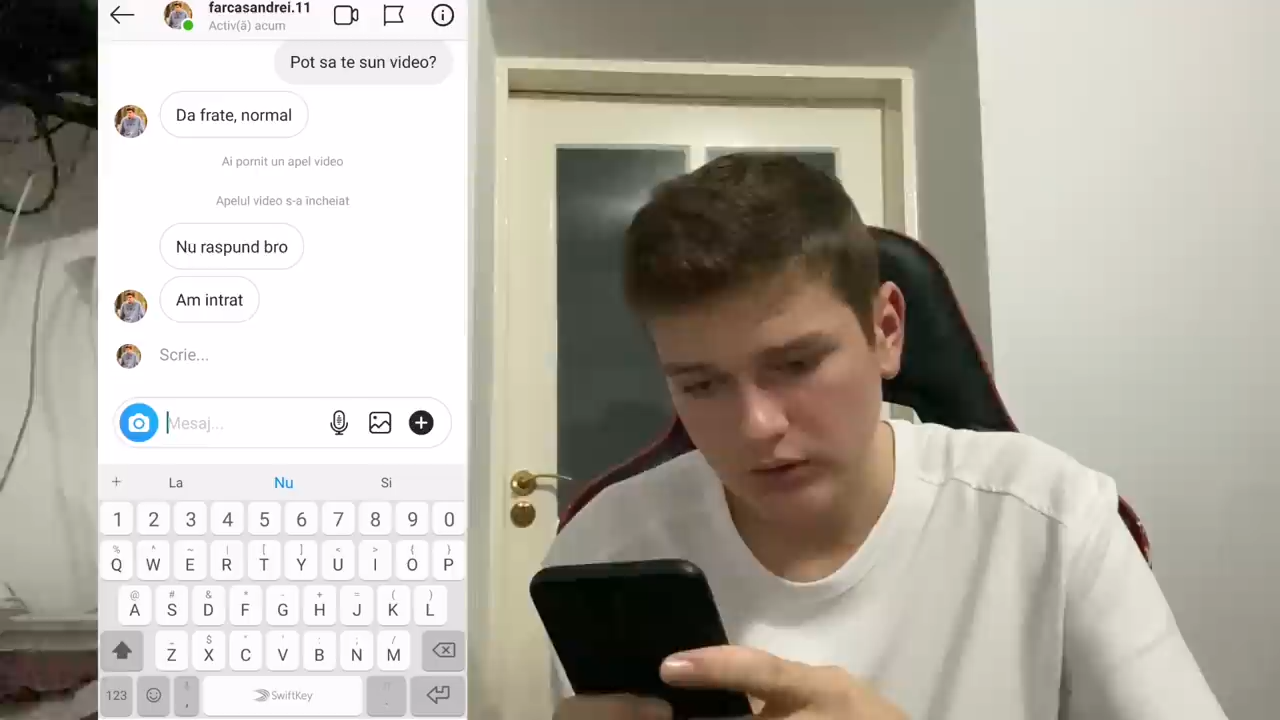 farcasandrei.11
Activ(ă) acum
Pot sa te sun video?
Da frate, normal
Ai pornit un apel video
Apelul video s-a încheiat
Nu raspund bro
Am intrat
Scrie...
Mesaj...
+ La Nu Si
1 2 3 4 5 6 7 8 9 0
% ^ ~ | [ ] < > { }
Q W E R T Y U I O P
@ # & * - + = ( )
A S D F G H J K L
_ $ " ' : ; /
Z X C V B N M
123 , SwiftKey .